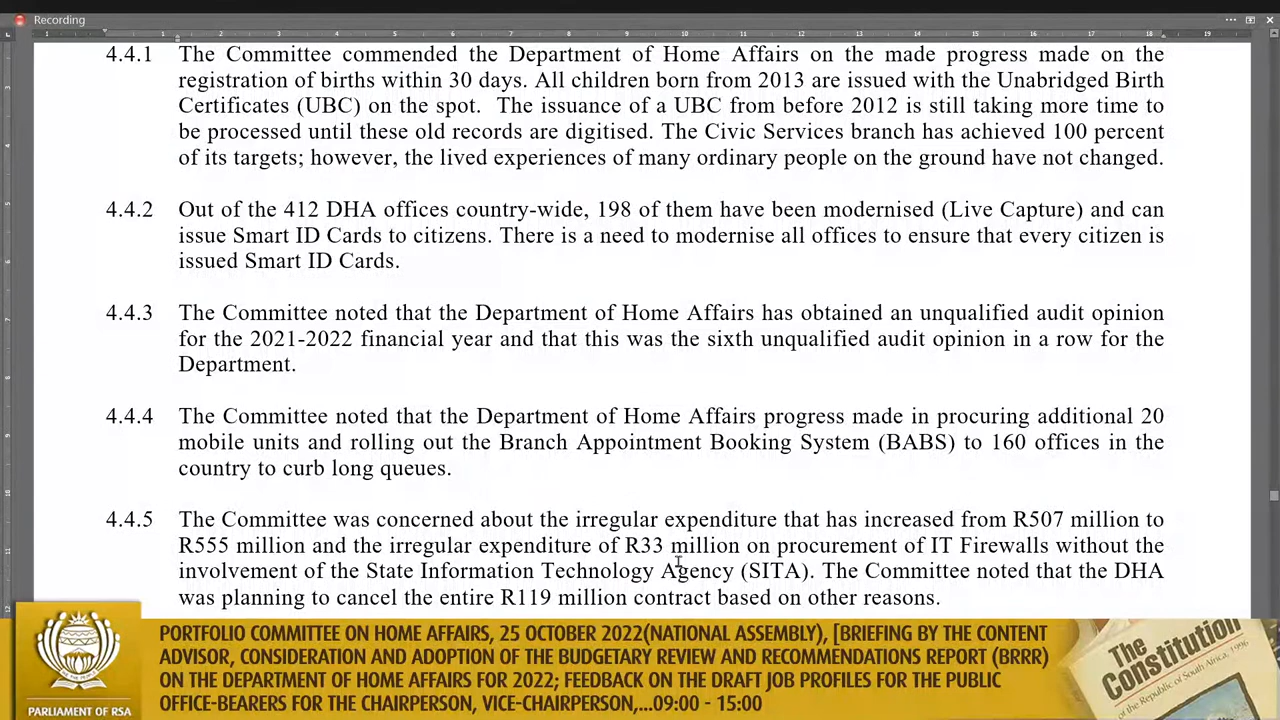 Recording
4.4.1 The Committee commended the Department of Home Affairs on the made progress made on the
registration of births within 30 days. All children born from 2013 are issued with the Unabridged Birth
Certificates (UBC) on the spot. The issuance of a UBC from before 2012 is still taking more time to
be processed until these old records are digitised. The Civic Services branch has achieved 100 percent
of its targets; however, the lived experiences of many ordinary people on the ground have not changed.
4.4.2 Out of the 412 DHA offices country-wide, 198 of them have been modernised (Live Capture) and can
issue Smart ID Cards to citizens. There is a need to modernise all offices to ensure that every citizen is
issued Smart ID Cards.
4.4.3 The Committee noted that the Department of Home Affairs has obtained an unqualified audit opinion
for the 2021-2022 financial year and that this was the sixth unqualified audit opinion in a row for the
Department.
4.4.4 The Committee noted that the Department of Home Affairs progress made in procuring additional 20
mobile units and rolling out the Branch Appointment Booking System (BABS) to 160 offices in the
country to curb long queues.
4.4.5 The Committee was concerned about the irregular expenditure that has increased from R507 million to
R555 million and the irregular expenditure of R33 million on procurement of IT Firewalls without the
involvement of the State Information Technology Agency (SITA). The Committee noted that the DHA
was planning to cancel the entire R119 million contract based on other reasons.
PORTFOLIO COMMITTEE ON HOME AFFAIRS, 25 OCTOBER 2022(NATIONAL ASSEMBLY), [BRIEFING BY THE CONTENT
ADVISOR, CONSIDERATION AND ADOPTION OF THE BUDGETARY REVIEW AND RECOMMENDATIONS REPORT (BRRR)
ON THE DEPARTMENT OF HOME AFFAIRS FOR 2022; FEEDBACK ON THE DRAFT JOB PROFILES FOR THE PUBLIC
OFFICE-BEARERS FOR THE CHAIRPERSON, VICE-CHAIRPERSON,...09:00 - 15:00
PARLIAMENT OF RSA
The
Constitution
of the Republic of South Africa, 1996